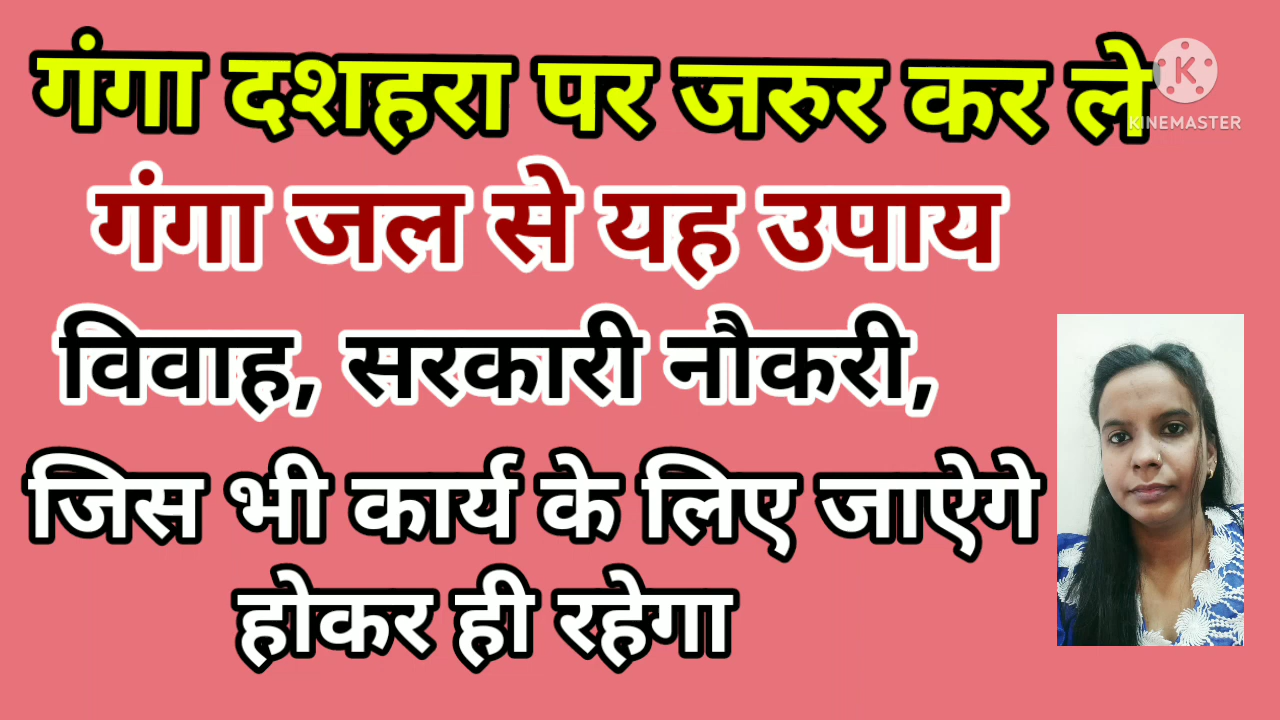 गंगा दशहरा पर जरुर कर ले
KINEMASTER
गंगा जल से यह उपाय
विवाह, सरकारी नौकरी,
जिस भी कार्य के लिए जाऐगे
होकर ही रहेगा